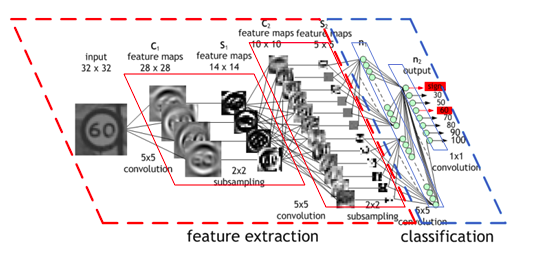 input
32 x 32
C1
feature maps
28 x 28
S1
feature maps
14 x 14
C2
feature maps
10 x 10
S2
feature maps
5 x 5
n1
n2
output
30
50
60
70
80
90
100
60
5x5
convolution
2x2
subsampling
5x5
convolution
2x2
subsampling
convolution
1x1
convolution
feature extraction
classification